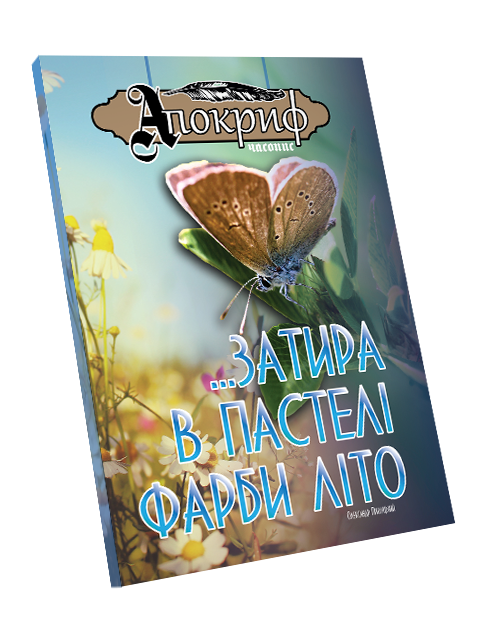 Апокриф
часопис
...ЗАТИРА
В ПАСТЕЛІ
ФАРБИ ЛІТО